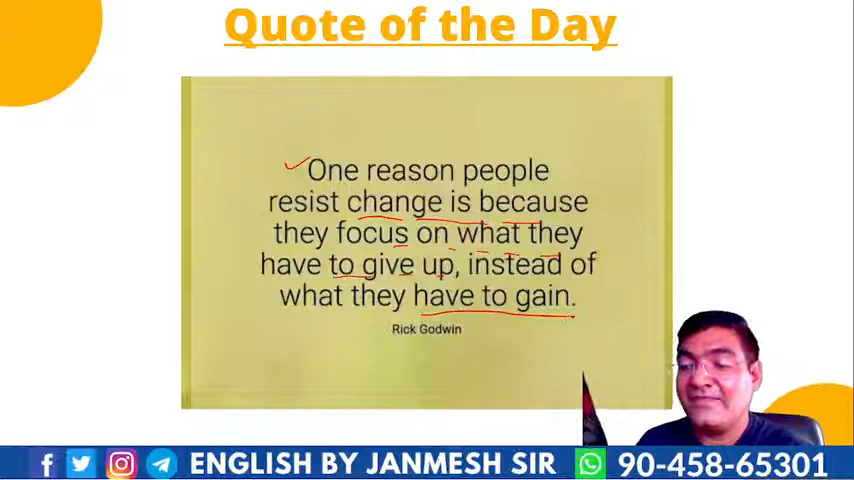 Quote of the Day
One reason people
resist change is because
they focus on what they
have to give up, instead of
what they have to gain.
Rick Godwin
ENGLISH BY JANMESH SIR 90-458-65301